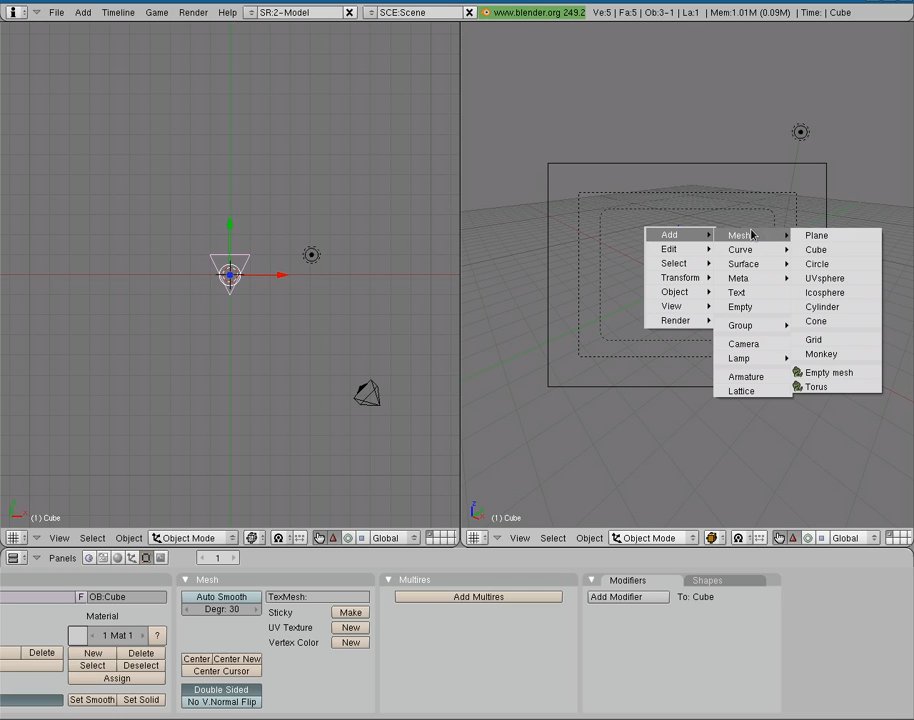 File Add Timeline Game Render Help SR:2-Model SCE:Scene www.blender.org 249.2 Ve:5 | Fa:5 | Ob:3-1 | La:1 | Mem:1.01M (0.09M) | Time: | Cube
Add
Edit
Select
Transform
Object
View
Render
Mesh
Curve
Surface
Meta
Text
Empty
Group
Camera
Lamp
Armature
Lattice
Plane
Cube
Circle
UVsphere
Icosphere
Cylinder
Cone
Grid
Monkey
Empty mesh
Torus
(1) Cube
(1) Cube
View Select Object Object Mode Global
View Select Object Object Mode Global
Panels 1
F OB:Cube
Material
1 Mat 1 ?
Delete New Delete
Select Deselect
Assign
Set Smooth Set Solid
Mesh
Auto Smooth
Degr: 30
TexMesh:
Sticky Make
UV Texture New
Vertex Color New
Center Center New
Center Cursor
Double Sided
No V.Normal Flip
Multires
Add Multires
Modifiers Shapes
Add Modifier To: Cube